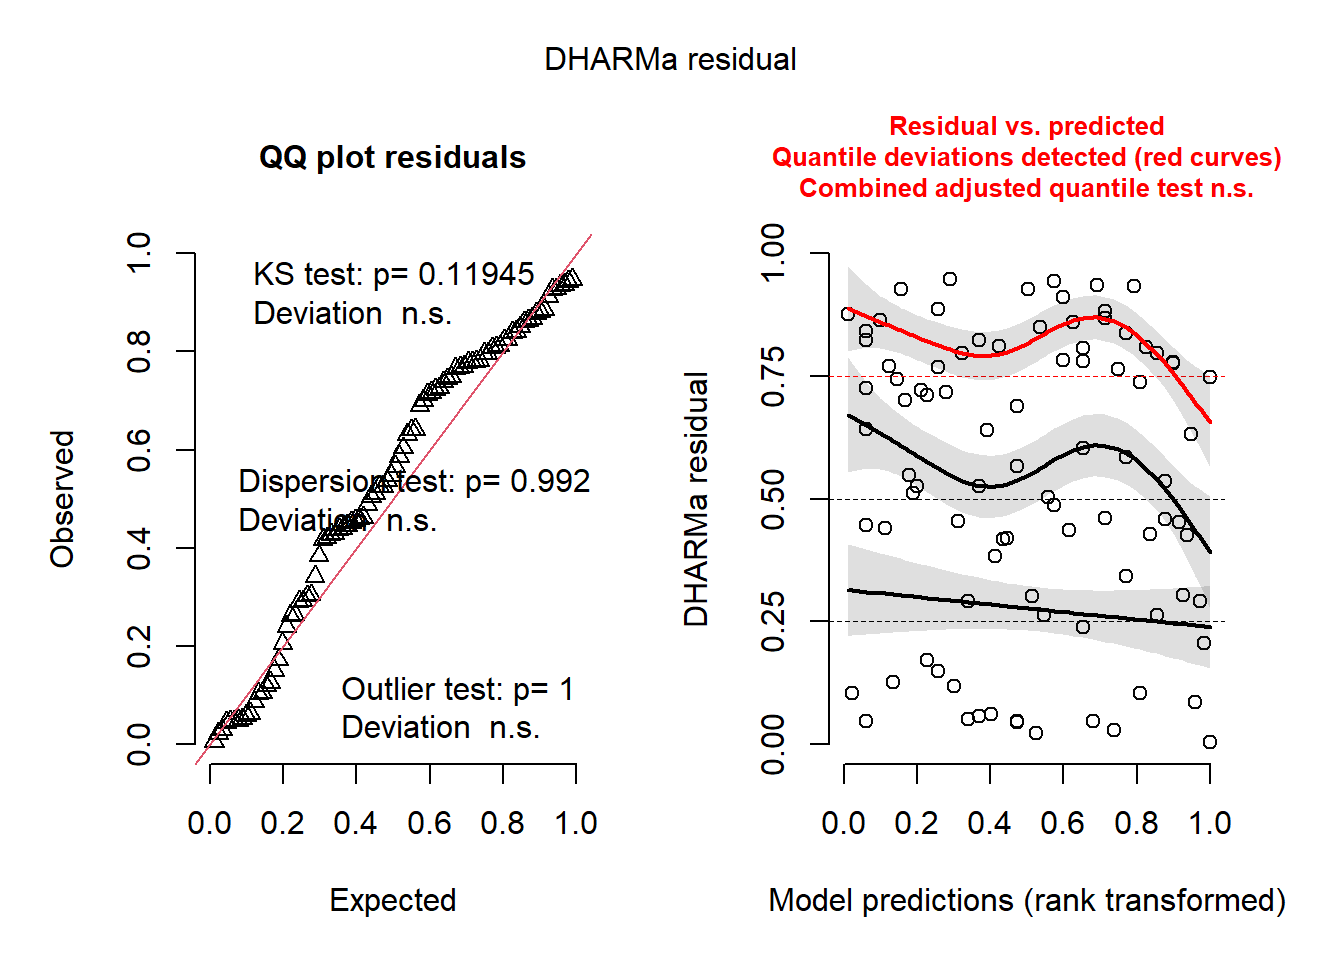 DHARMa residual
QQ plot residuals
KS test: p= 0.11945
Deviation  n.s.
Dispersion test: p= 0.992
Deviation  n.s.
Outlier test: p= 1
Deviation  n.s.
Observed
0.0 0.2 0.4 0.6 0.8 1.0
0.0 0.2 0.4 0.6 0.8 1.0
Expected
Residual vs. predicted
Quantile deviations detected (red curves)
Combined adjusted quantile test n.s.
DHARMa residual
0.00 0.25 0.50 0.75 1.00
0.0 0.2 0.4 0.6 0.8 1.0
Model predictions (rank transformed)